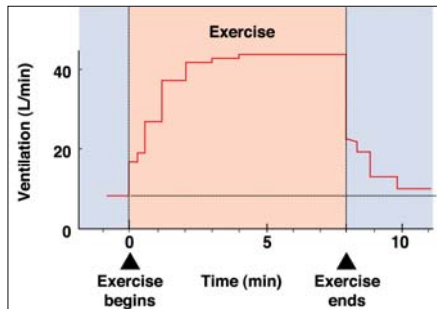 Exercise
Ventilation (L/min)
40
20
0
0
5
10
Exercise
begins
Time (min)
Exercise
ends